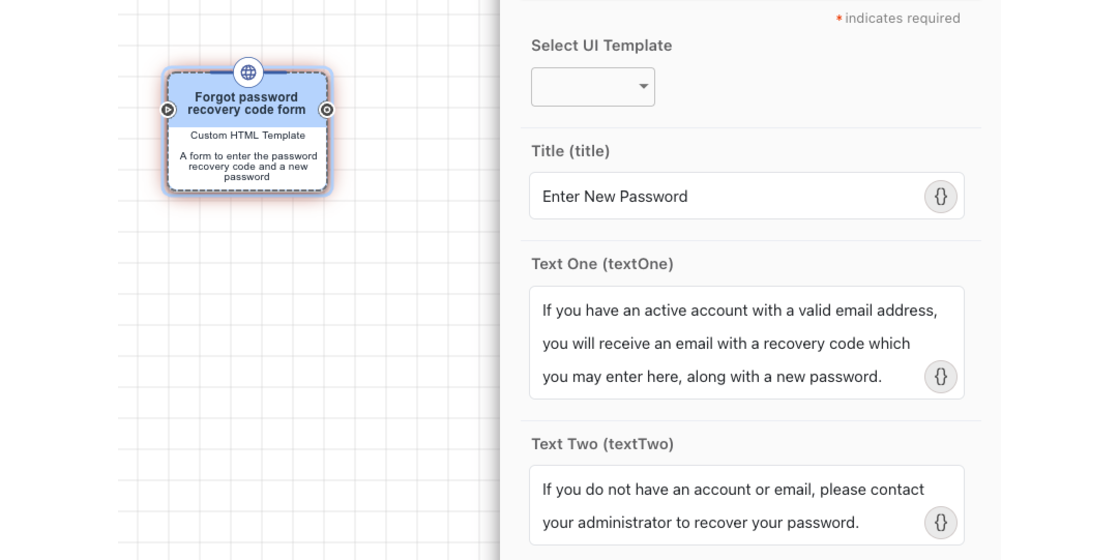 * indicates required
Select UI Template
Forgot password
recovery code form
Custom HTML Template
A form to enter the password
recovery code and a new
password
Title (title)
Enter New Password
{}
Text One (textOne)
If you have an active account with a valid email address,
you will receive an email with a recovery code which
you may enter here, along with a new password.
{}
Text Two (textTwo)
If you do not have an account or email, please contact
your administrator to recover your password.
{}